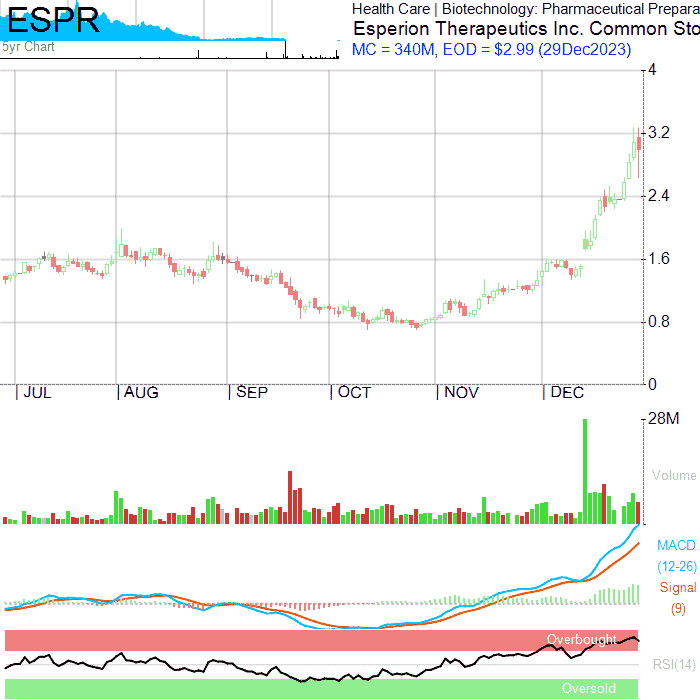 ESPR
5yr Chart
Health Care | Biotechnology: Pharmaceutical Prepara
Esperion Therapeutics Inc. Common Sto
MC = 340M, EOD = $2.99 (29Dec2023)
4
3.2
2.4
1.6
0.8
0
JUL
AUG
SEP
OCT
NOV
DEC
28M
Volume
MACD
(12-26)
Signal
(9)
Overbought
RSI(14)
Oversold